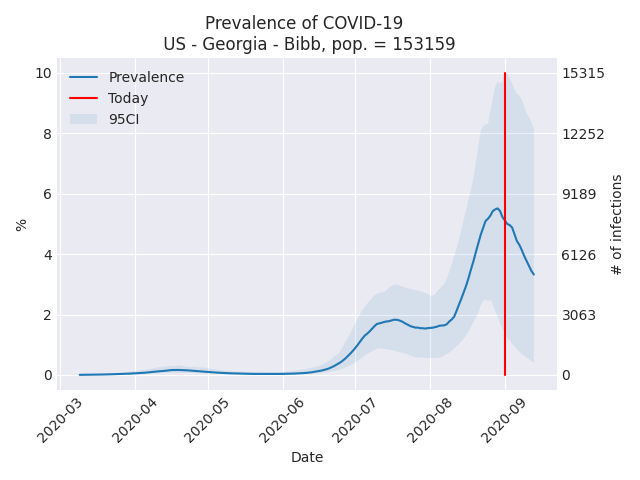 Prevalence of COVID-19
US - Georgia - Bibb, pop. = 153159
Prevalence
Today
95CI
10
8
6
4
2
0
%
15315
12252
9189
6126
3063
0
# of infections
2020-03
2020-04
2020-05
2020-06
2020-07
2020-08
2020-09
Date